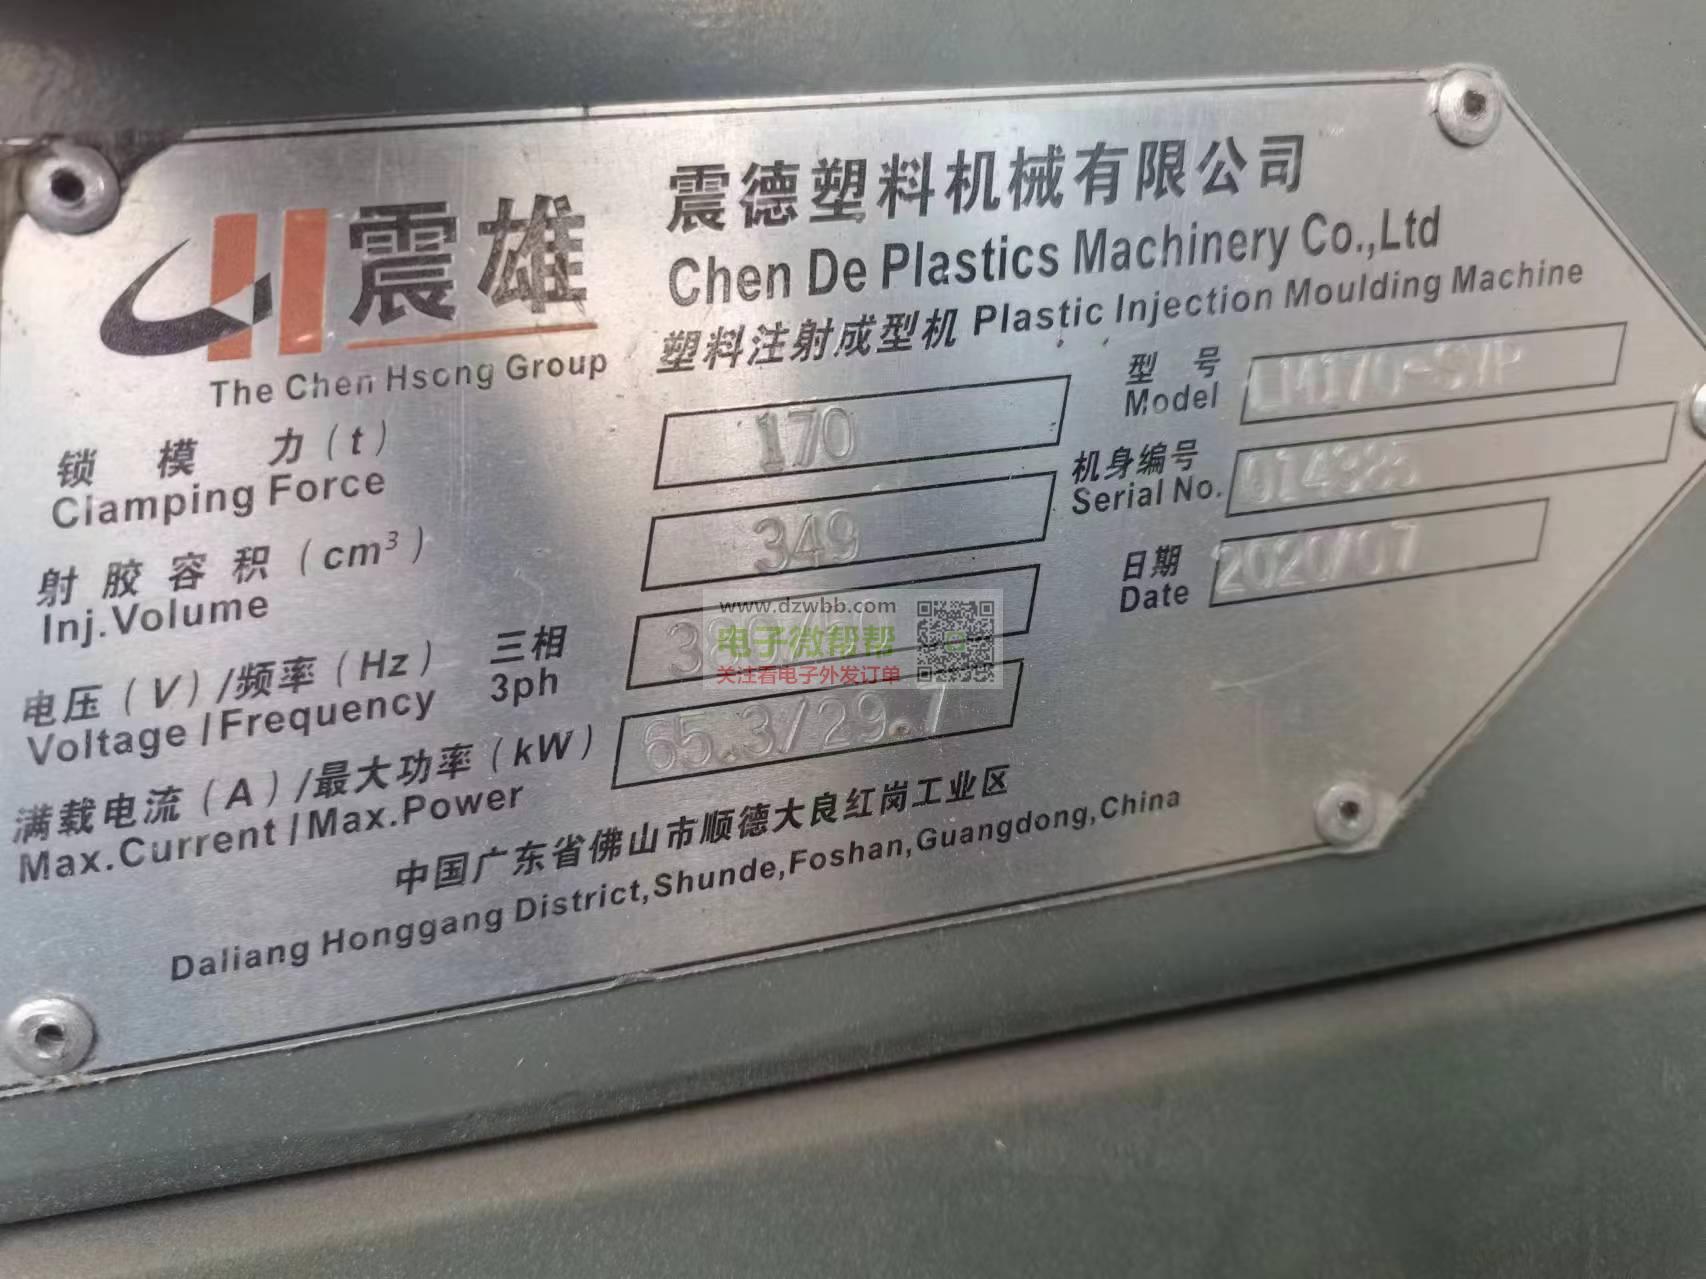 震雄
The Chen Hsong Group
震德塑料机械有限公司
Chen De Plastics Machinery Co.,Ltd
塑料注射成型机 Plastic Injection Moulding Machine
型号
Model
机身编号
Serial No.
日期 2020/07
Date
锁模力(t) 170
Clamping Force
射胶容积(cm³) 349
Inj.Volume
电压(V)/频率(Hz) 三相
Voltage/Frequency 3ph
满载电流(A)/最大功率(kW) 65.3/29.7
Max.Current/Max.Power
中国广东省佛山市顺德大良红岗工业区
Daliang Honggang District,Shunde,Foshan,Guangdong,China
www.dzwbb.com
电子微帮帮
关注看电子外发订单